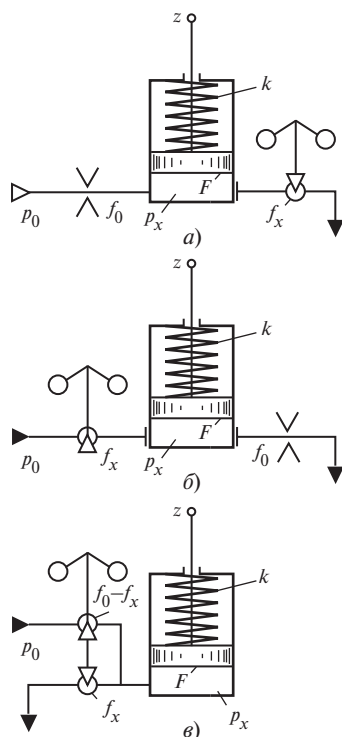 z
k
F
p₀
f₀
pₓ
fₓ
а)
z
k
F
p₀
fₓ
pₓ
f₀
б)
z
f₀–fₓ
k
p₀
F
fₓ
pₓ
в)